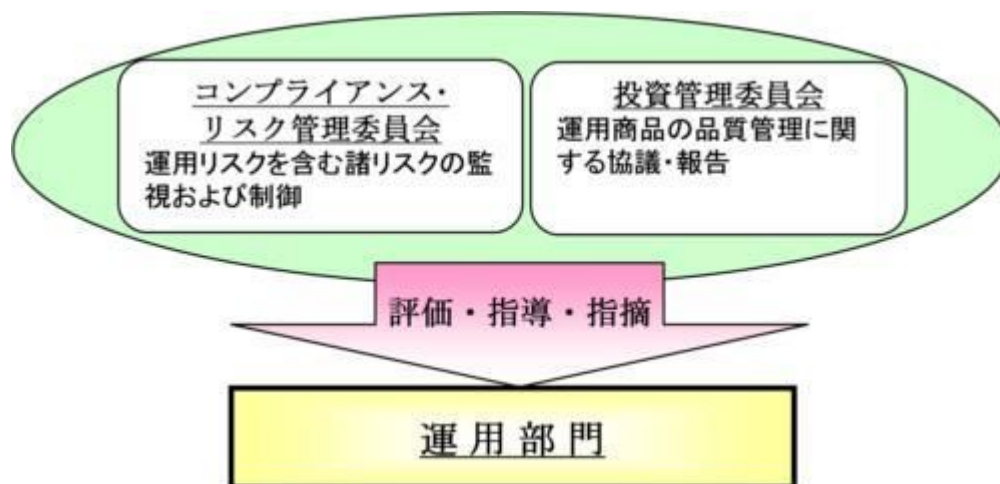 コンプライアンス・
リスク管理委員会
運用リスクを含む諸リスクの監
視および制御
投資管理委員会
運用商品の品質管理に関
する協議・報告
評価・指導・指摘
運用部門